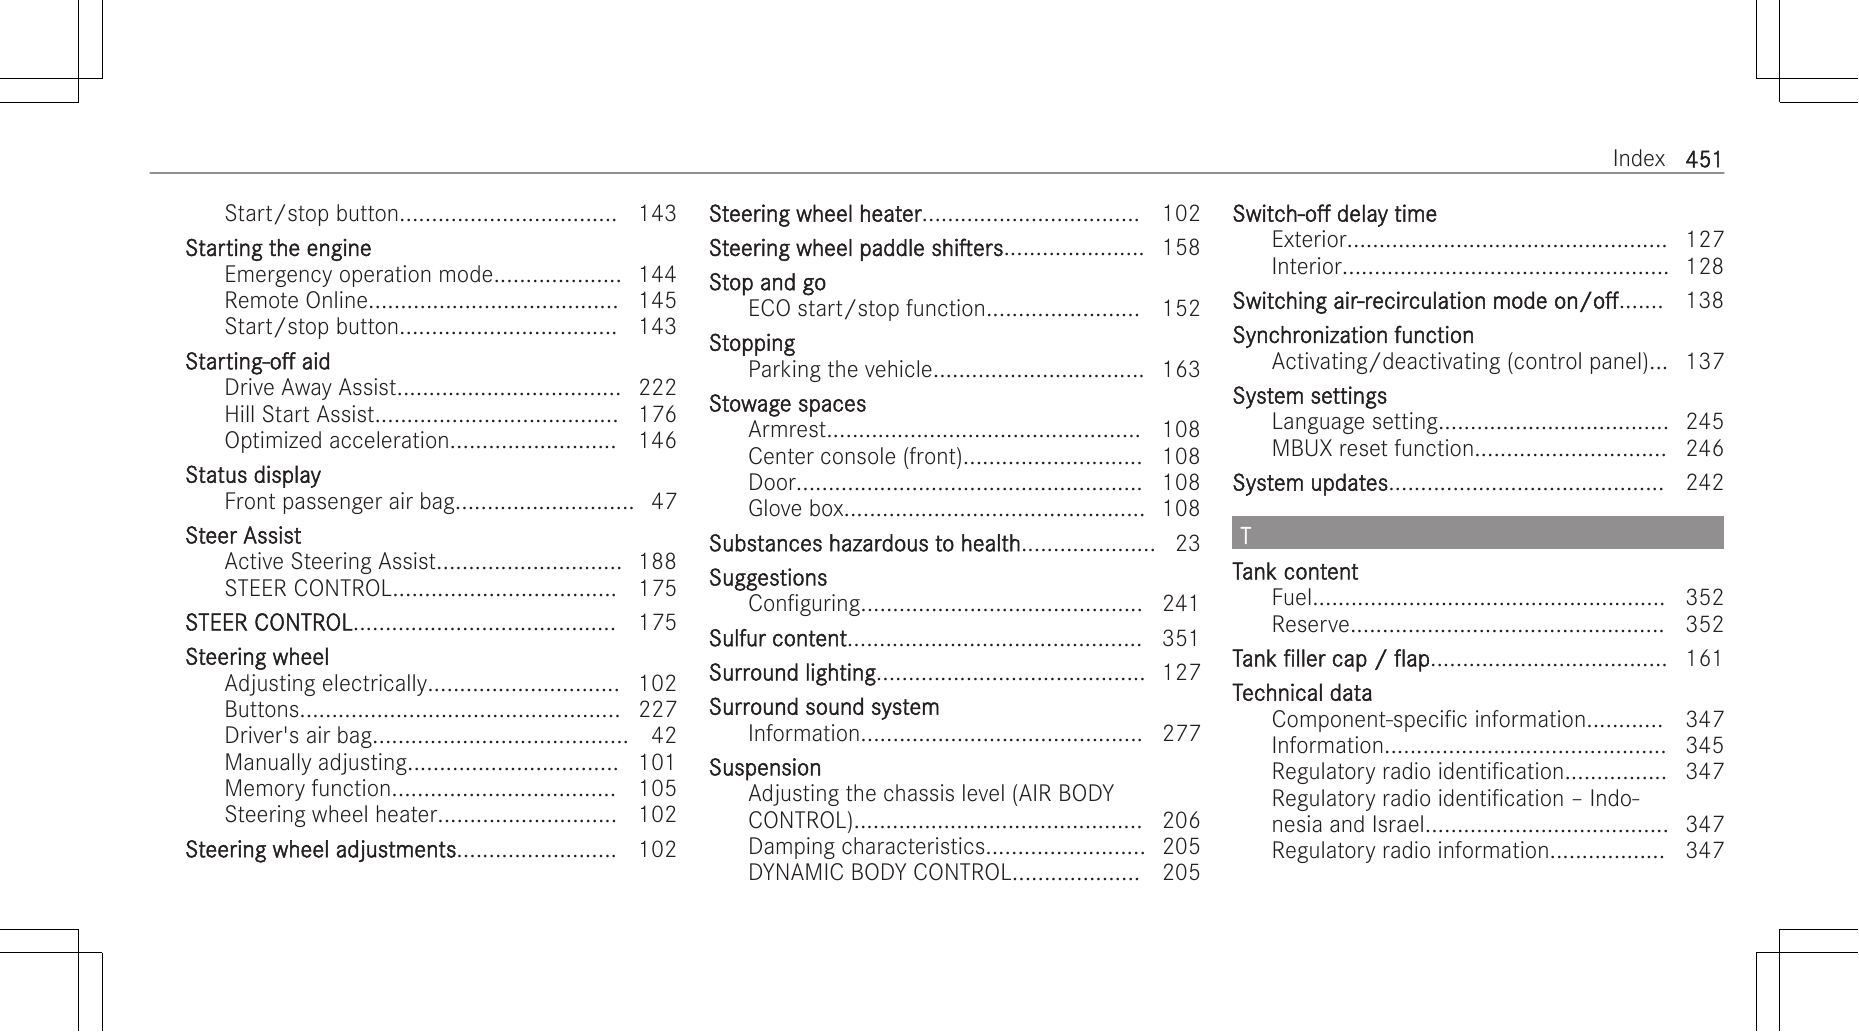 Index 451
Start/stop button.................................. 143
Starting the engine
Emergency operation mode.................... 144
Remote Online....................................... 145
Start/stop button.................................. 143
Starting-off aid
Drive Away Assist................................... 222
Hill Start Assist...................................... 176
Optimized acceleration.......................... 146
Status display
Front passenger air bag............................ 47
Steer Assist
Active Steering Assist............................. 188
STEER CONTROL................................... 175
STEER CONTROL......................................... 175
Steering wheel
Adjusting electrically.............................. 102
Buttons.................................................. 227
Driver's air bag........................................ 42
Manually adjusting................................. 101
Memory function................................... 105
Steering wheel heater............................ 102
Steering wheel adjustments......................... 102
Steering wheel heater.................................. 102
Steering wheel paddle shifters...................... 158
Stop and go
ECO start/stop function........................ 152
Stopping
Parking the vehicle................................. 163
Stowage spaces
Armrest................................................. 108
Center console (front)............................ 108
Door...................................................... 108
Glove box............................................... 108
Substances hazardous to health..................... 23
Suggestions
Configuring............................................ 241
Sulfur content.............................................. 351
Surround lighting.......................................... 127
Surround sound system
Information............................................ 277
Suspension
Adjusting the chassis level (AIR BODY
CONTROL)............................................. 206
Damping characteristics......................... 205
DYNAMIC BODY CONTROL.................... 205
Switch-off delay time
Exterior.................................................. 127
Interior................................................... 128
Switching air-recirculation mode on/off....... 138
Synchronization function
Activating/deactivating (control panel)... 137
System settings
Language setting.................................... 245
MBUX reset function.............................. 246
System updates........................................... 242
T
Tank content
Fuel....................................................... 352
Reserve................................................. 352
Tank filler cap / flap..................................... 161
Technical data
Component-specific information............ 347
Information............................................ 345
Regulatory radio identification................ 347
Regulatory radio identification – Indo-
nesia and Israel...................................... 347
Regulatory radio information.................. 347